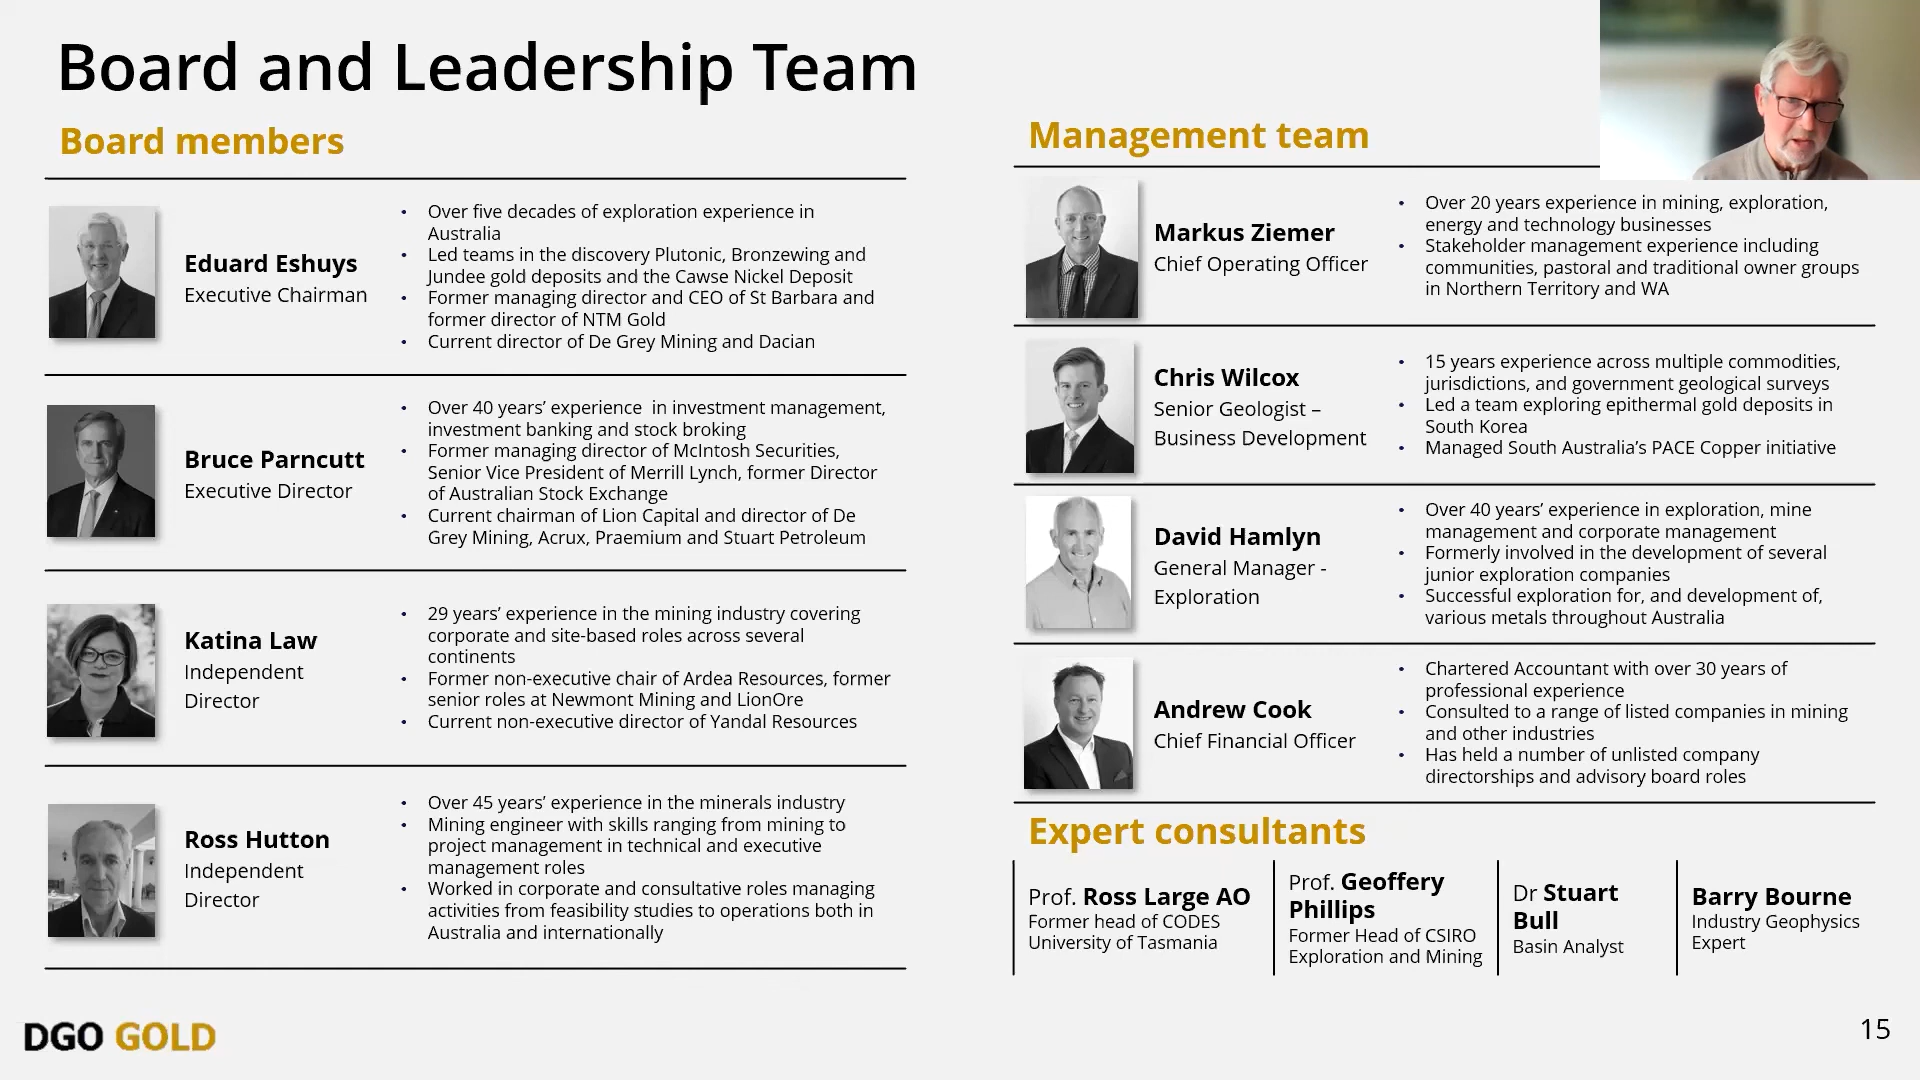 Board and Leadership Team
Board members
Eduard Eshuys
Executive Chairman
• Over five decades of exploration experience in
Australia
• Led teams in the discovery Plutonic, Bronzewing and
Jundee gold deposits and the Cawse Nickel Deposit
• Former managing director and CEO of St Barbara and
former director of NTM Gold
• Current director of De Grey Mining and Dacian
Bruce Parncutt
Executive Director
• Over 40 years’ experience  in investment management,
investment banking and stock broking
• Former managing director of McIntosh Securities,
Senior Vice President of Merrill Lynch, former Director
of Australian Stock Exchange
• Current chairman of Lion Capital and director of De
Grey Mining, Acrux, Praemium and Stuart Petroleum
Katina Law
Independent
Director
• 29 years’ experience in the mining industry covering
corporate and site-based roles across several
continents
• Former non-executive chair of Ardea Resources, former
senior roles at Newmont Mining and LionOre
• Current non-executive director of Yandal Resources
Ross Hutton
Independent
Director
• Over 45 years’ experience in the minerals industry
• Mining engineer with skills ranging from mining to
project management in technical and executive
management roles
• Worked in corporate and consultative roles managing
activities from feasibility studies to operations both in
Australia and internationally
Management team
Markus Ziemer
Chief Operating Officer
• Over 20 years experience in mining, exploration,
energy and technology businesses
• Stakeholder management experience including
communities, pastoral and traditional owner groups
in Northern Territory and WA
Chris Wilcox
Senior Geologist –
Business Development
• 15 years experience across multiple commodities,
jurisdictions, and government geological surveys
• Led a team exploring epithermal gold deposits in
South Korea
• Managed South Australia’s PACE Copper initiative
David Hamlyn
General Manager -
Exploration
• Over 40 years’ experience in exploration, mine
management and corporate management
• Formerly involved in the development of several
junior exploration companies
• Successful exploration for, and development of,
various metals throughout Australia
Andrew Cook
Chief Financial Officer
• Chartered Accountant with over 30 years of
professional experience
• Consulted to a range of listed companies in mining
and other industries
• Has held a number of unlisted company
directorships and advisory board roles
Expert consultants
Prof. Ross Large AO
Former head of CODES
University of Tasmania
Prof. Geoffery
Phillips
Former Head of CSIRO
Exploration and Mining
Dr Stuart
Bull
Basin Analyst
Barry Bourne
Industry Geophysics
Expert
DGO GOLD
15